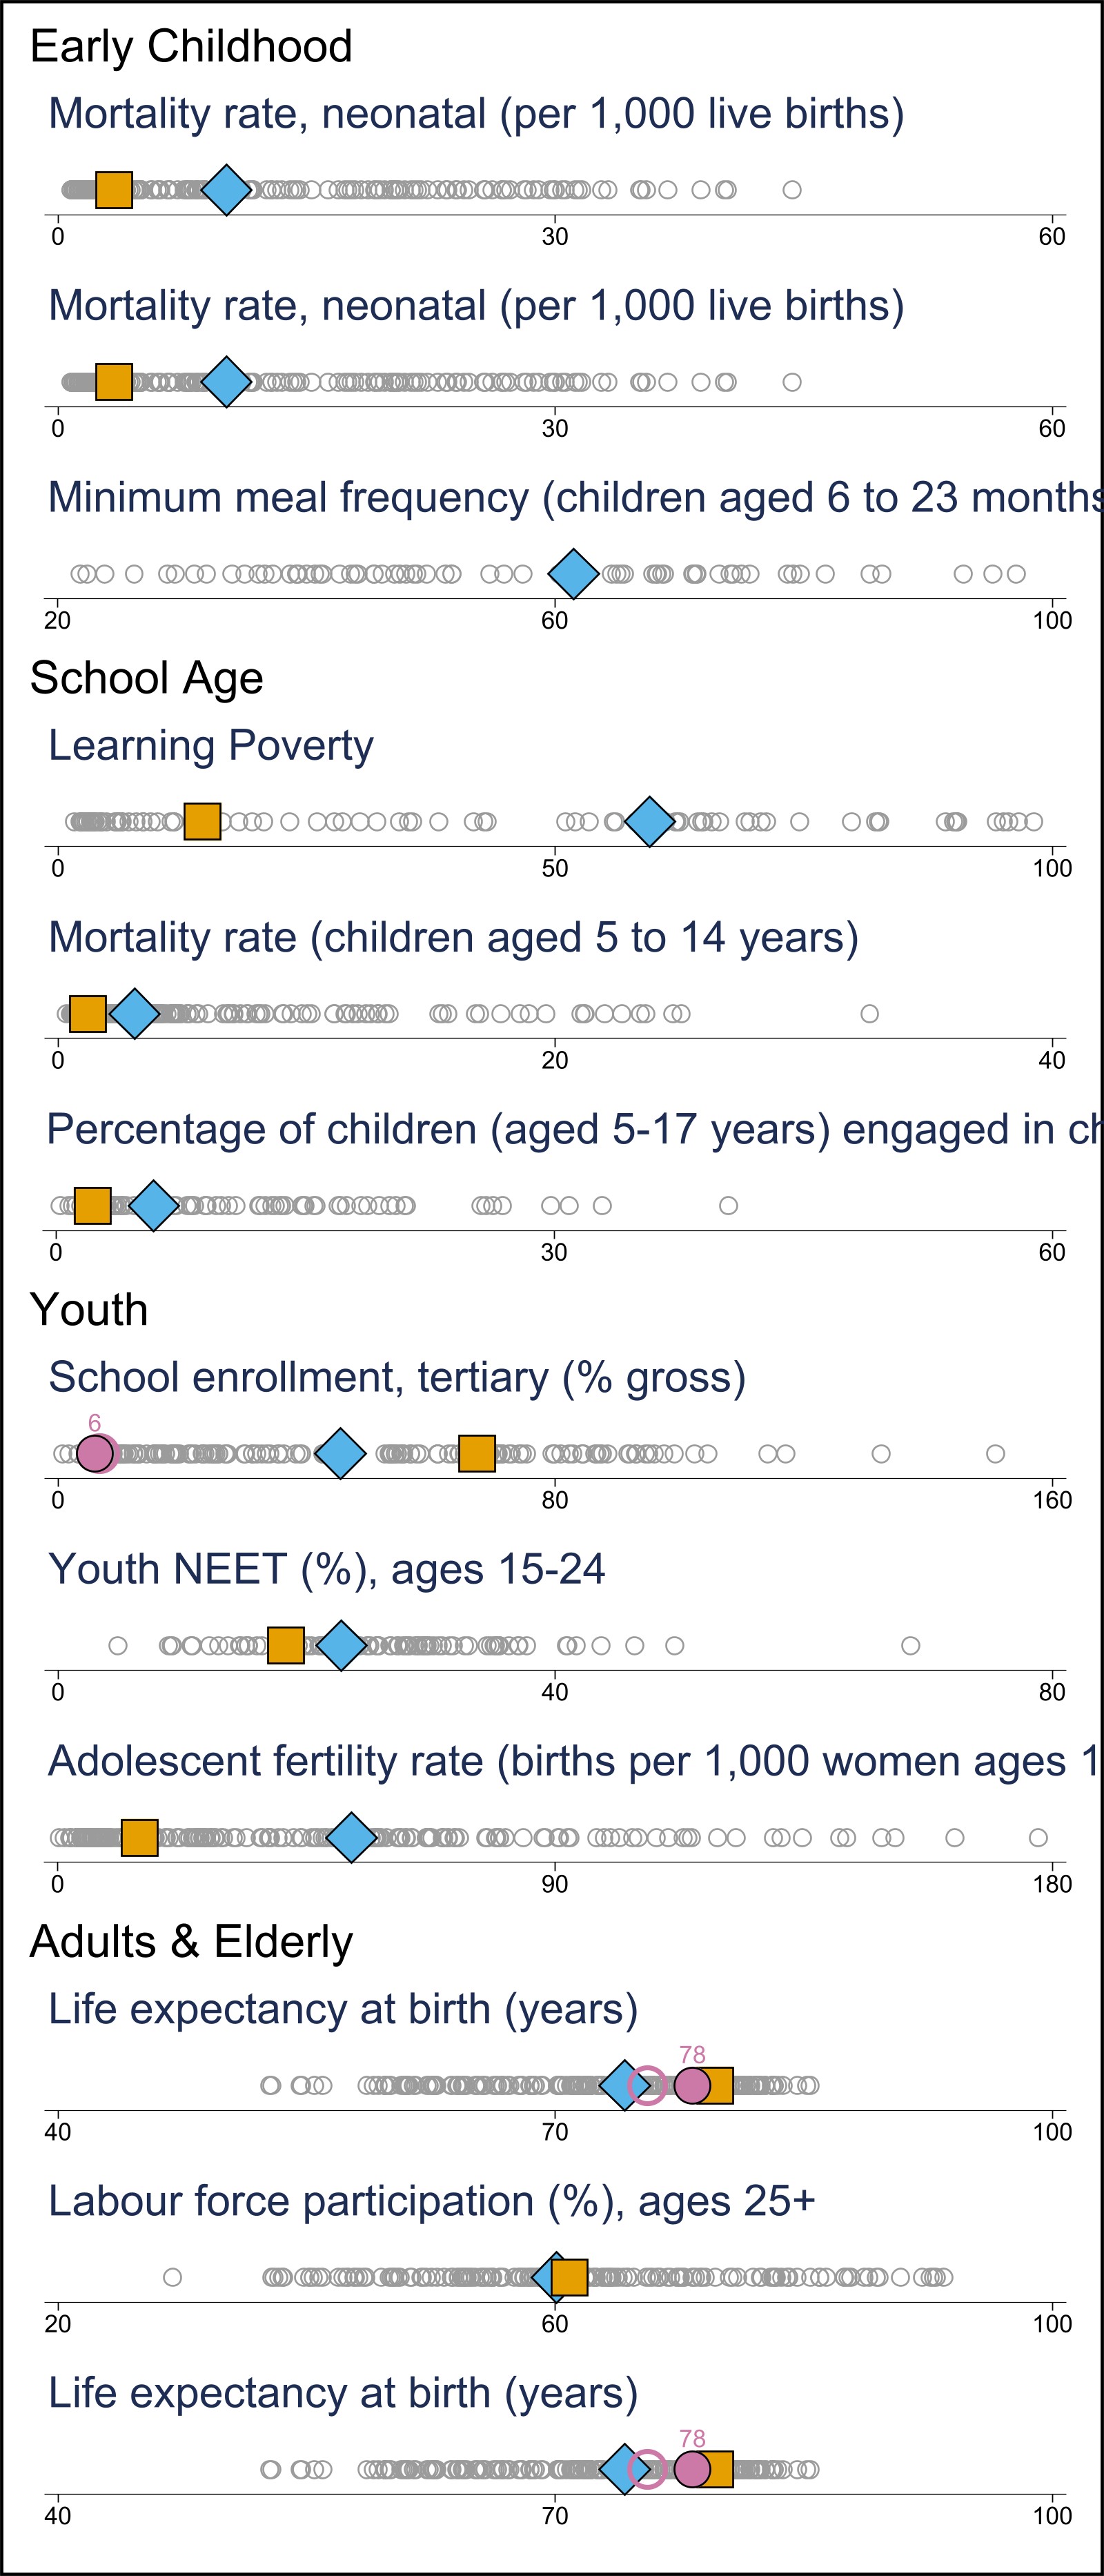 Early Childhood
Mortality rate, neonatal (per 1,000 live births)
0 30 60
Mortality rate, neonatal (per 1,000 live births)
0 30 60
Minimum meal frequency (children aged 6 to 23 months
20 60 100
School Age
Learning Poverty
0 50 100
Mortality rate (children aged 5 to 14 years)
0 20 40
Percentage of children (aged 5-17 years) engaged in ch
0 30 60
Youth
School enrollment, tertiary (% gross)
6
0 80 160
Youth NEET (%), ages 15-24
0 40 80
Adolescent fertility rate (births per 1,000 women ages 1
0 90 180
Adults & Elderly
Life expectancy at birth (years)
78
40 70 100
Labour force participation (%), ages 25+
20 60 100
Life expectancy at birth (years)
78
40 70 100